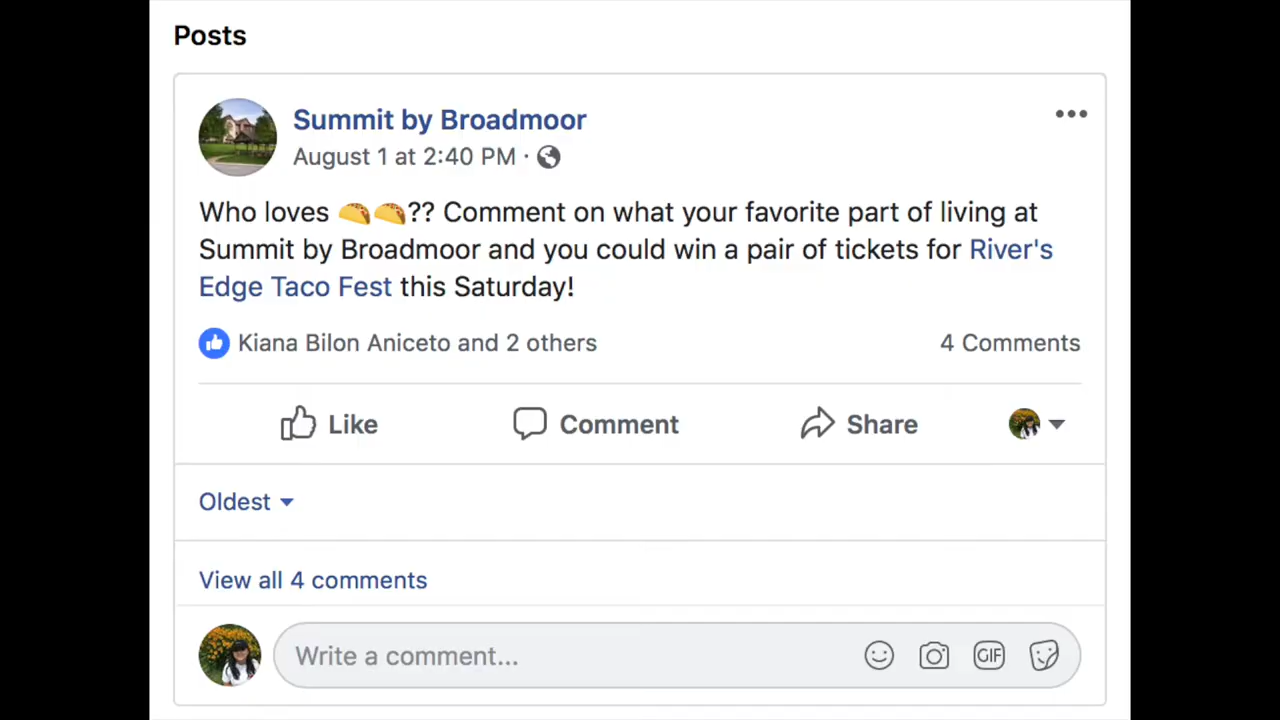 Posts
Summit by Broadmoor
August 1 at 2:40 PM ·
Who loves 🌮🌮?? Comment on what your favorite part of living at
Summit by Broadmoor and you could win a pair of tickets for River's
Edge Taco Fest this Saturday!
Kiana Bilon Aniceto and 2 others 4 Comments
Like Comment Share
Oldest
View all 4 comments
Write a comment... GIF